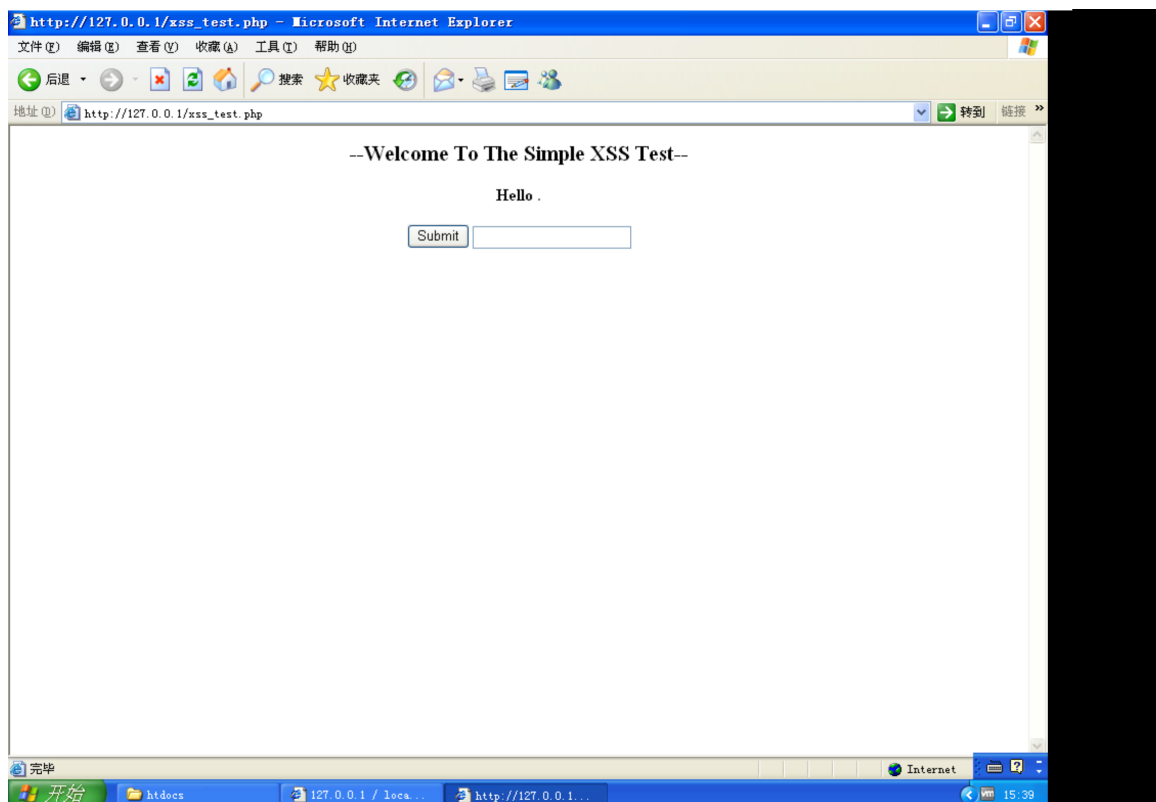 http://127.0.0.1/xss_test.php - Microsoft Internet Explorer
文件(F) 编辑(E) 查看(V) 收藏(A) 工具(T) 帮助(H)
后退 搜索 收藏夹
地址(D) http://127.0.0.1/xss_test.php 转到 链接 »
--Welcome To The Simple XSS Test--
Hello .
Submit
完毕 Internet
开始 htdocs 127.0.0.1 / loca... http://127.0.0.1... 15:39